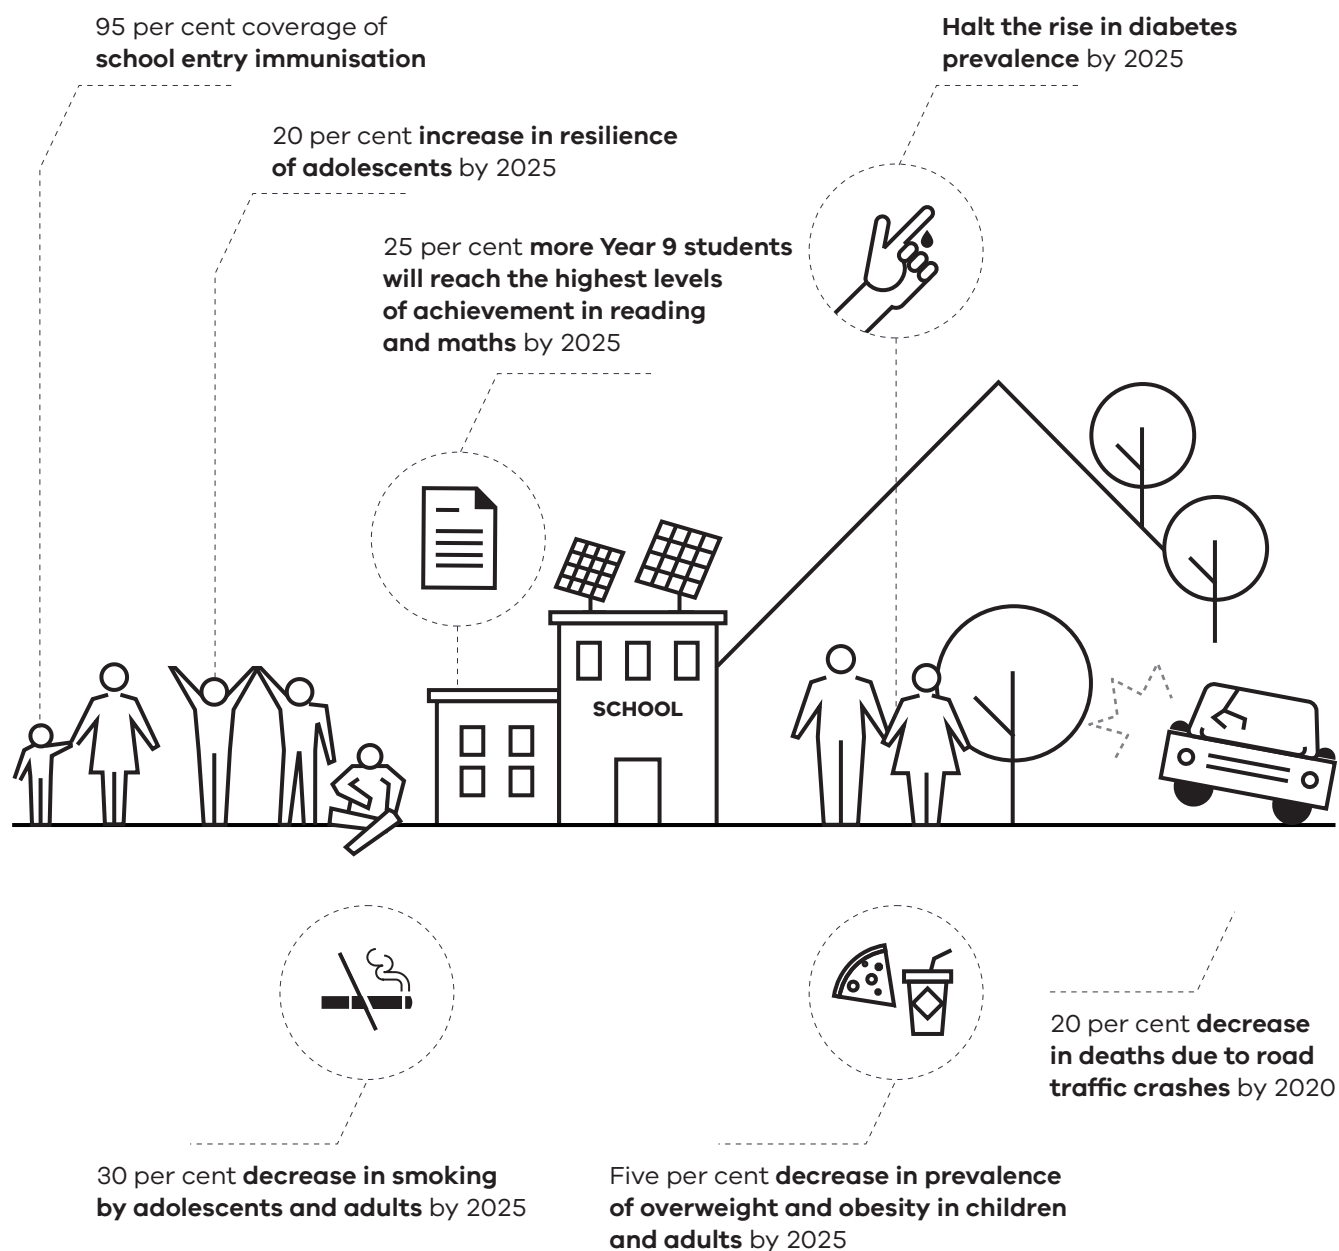 95 per cent coverage of
school entry immunisation
Halt the rise in diabetes
prevalence by 2025
20 per cent increase in resilience
of adolescents by 2025
25 per cent more Year 9 students
will reach the highest levels
of achievement in reading
and maths by 2025
SCHOOL
20 per cent decrease
in deaths due to road
traffic crashes by 2020
30 per cent decrease in smoking
by adolescents and adults by 2025
Five per cent decrease in prevalence
of overweight and obesity in children
and adults by 2025